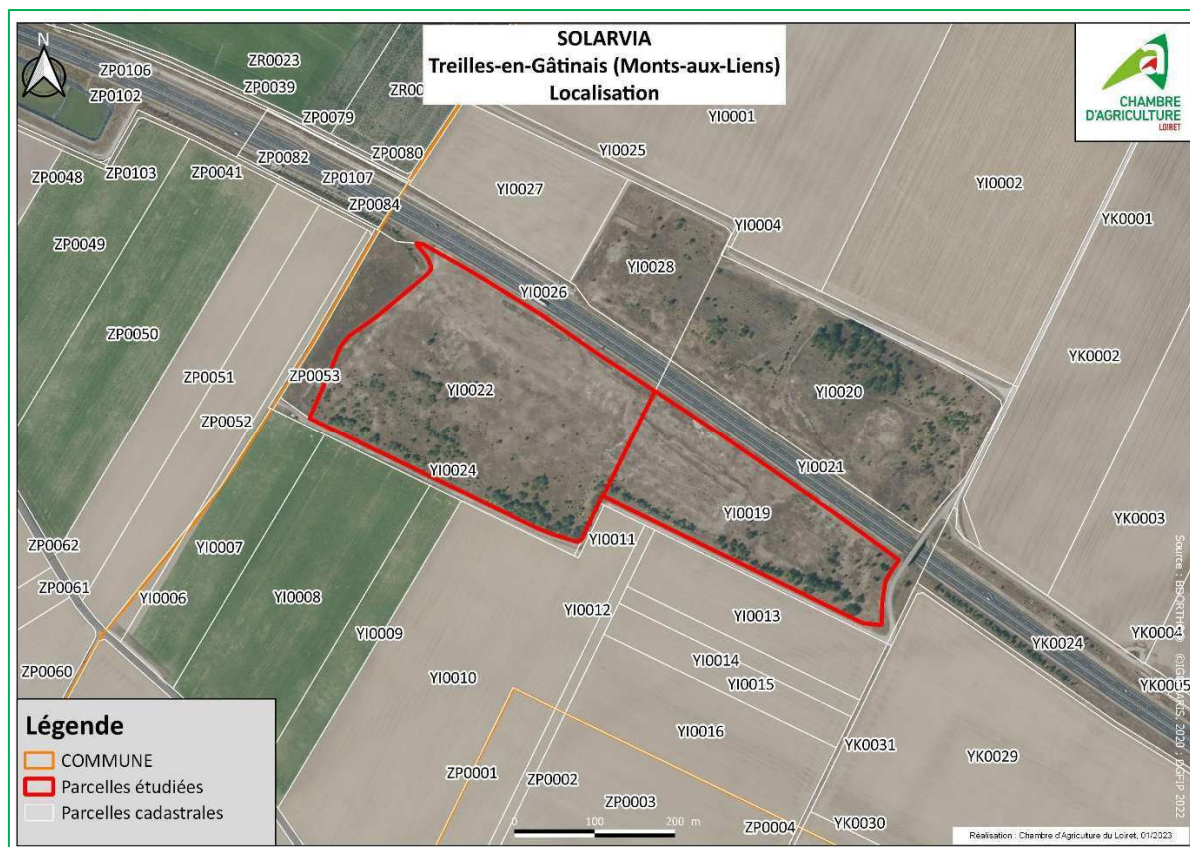 SOLARVIA
Treilles-en-Gâtinais (Monts-aux-Liens)
Localisation
N
CHAMBRE
D'AGRICULTURE
LOIRET
ZP0106
ZP0102
ZR0023
ZP0039
ZP0079
ZP0080
ZP0082
ZP0107
ZP0084
ZP0048
ZP0103
ZP0041
ZP0049
ZP0050
ZP0051
ZP0052
ZP0053
YI0001
YI0025
YI0027
YI0004
YI0002
YK0001
YI0028
YI0026
YK0002
YI0020
YI0022
YI0021
YI0024
YI0019
YK0003
YI0011
ZP0062
ZP0061
YI0007
YI0006
YI0008
YI0009
YI0012
YI0013
YI0014
YI0015
YI0010
YI0016
ZP0060
YK0024
YK0004
YK0005
YK0031
YK0029
ZP0001
ZP0002
ZP0003
ZP0004
YK0030
Légende
COMMUNE
Parcelles étudiées
Parcelles cadastrales
0 100 200 m
2020 ; DGFIP 2022
Réalisation : Chambre d'Agriculture du Loiret, 01/2023